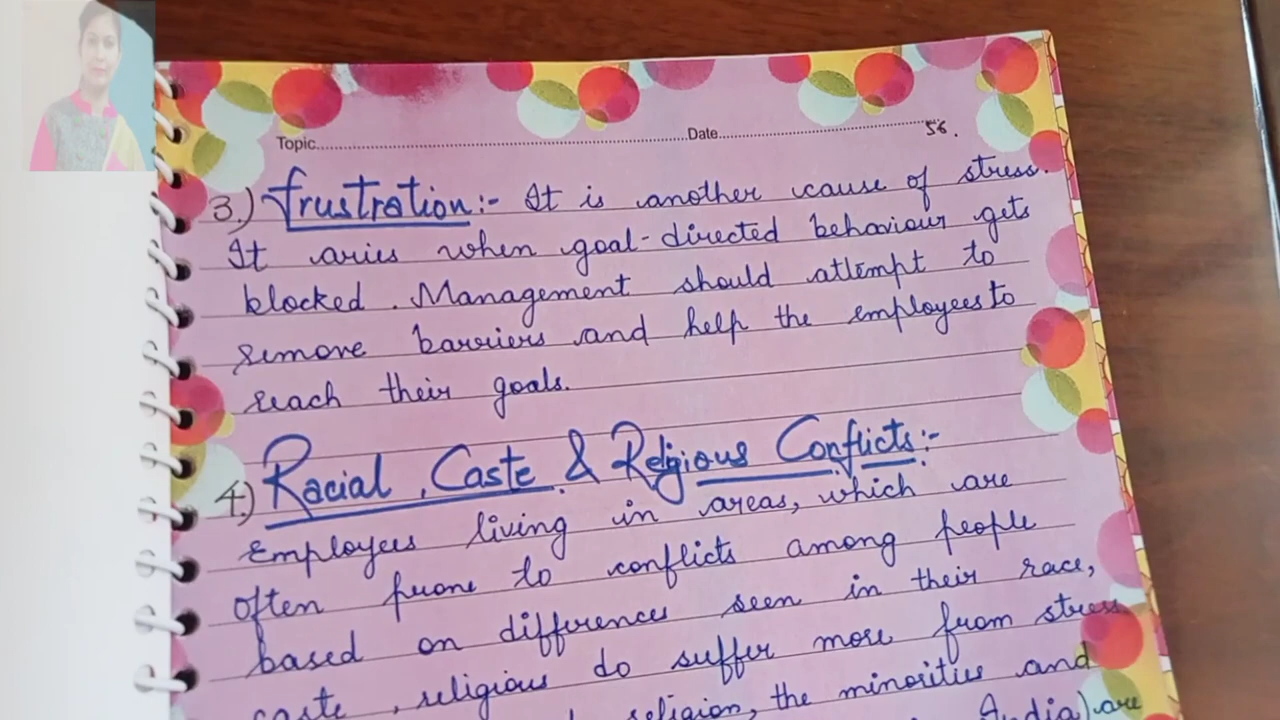 Topic Date 56.
3.) Frustration:- It is another cause of stress.
It aries when goal-directed behaviour gets
blocked. Management should attempt to
remove barriers and help the employees to
reach their goals.
4.) Racial, Caste & Religious Conflicts:-
Employees living in areas, which are
often prone to conflicts among people
based on differences seen in their race,
caste, religious do suffer more from stress
religion, the minorities and
India) are